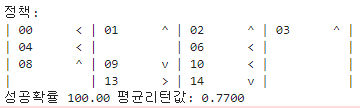 정책:
| 00 < | 01 ^ | 02 ^ | 03 ^ |
| 04 < | | 06 < | |
| 08 ^ | 09 v | 10 < | |
| | 13 > | 14 v | |
성공확률 100.00 평균리턴값: 0.7700